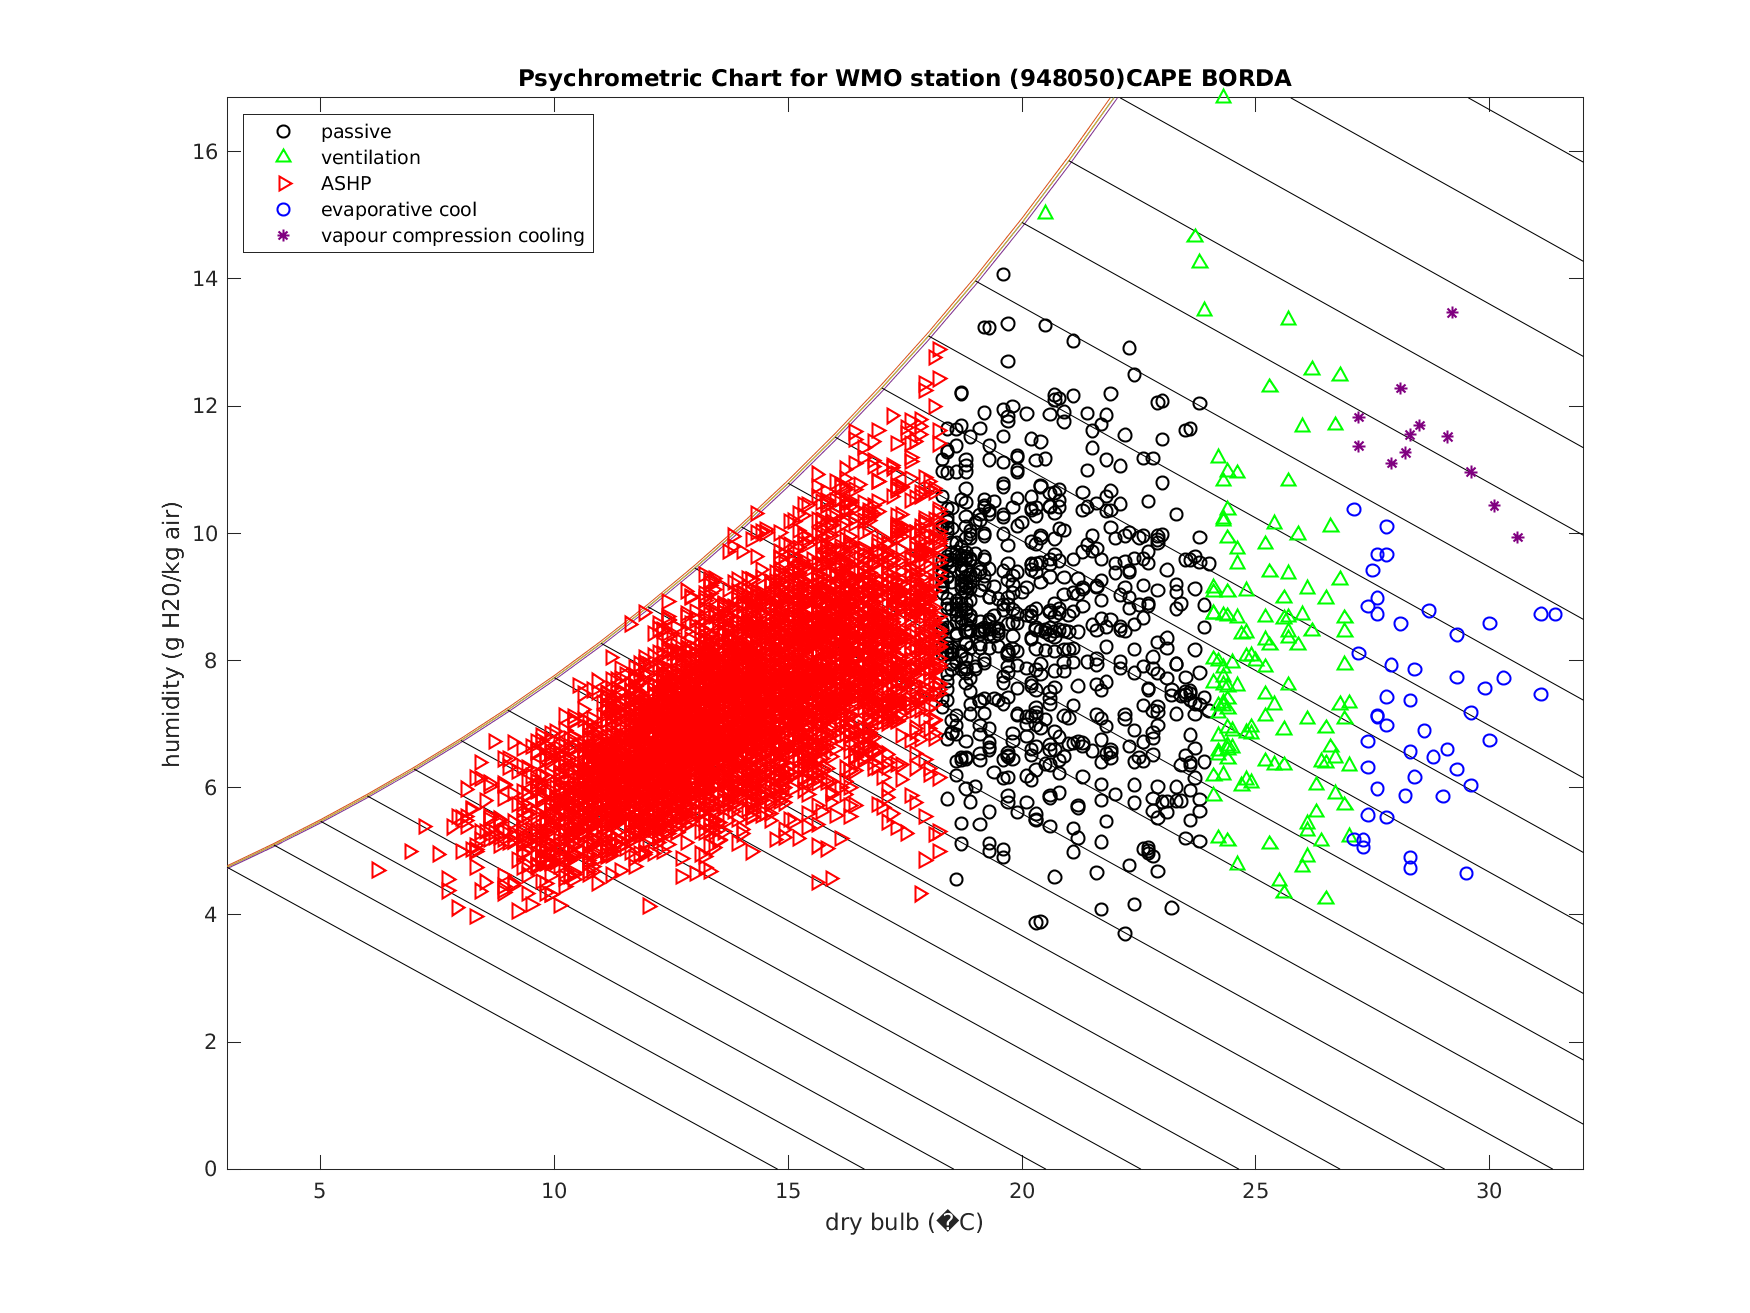 Psychrometric Chart for WMO station (948050)CAPE BORDA
passive
ventilation
ASHP
evaporative cool
vapour compression cooling
16
14
12
10
8
6
4
2
0
humidity (g H20/kg air)
5 10 15 20 25 30
dry bulb (�C)